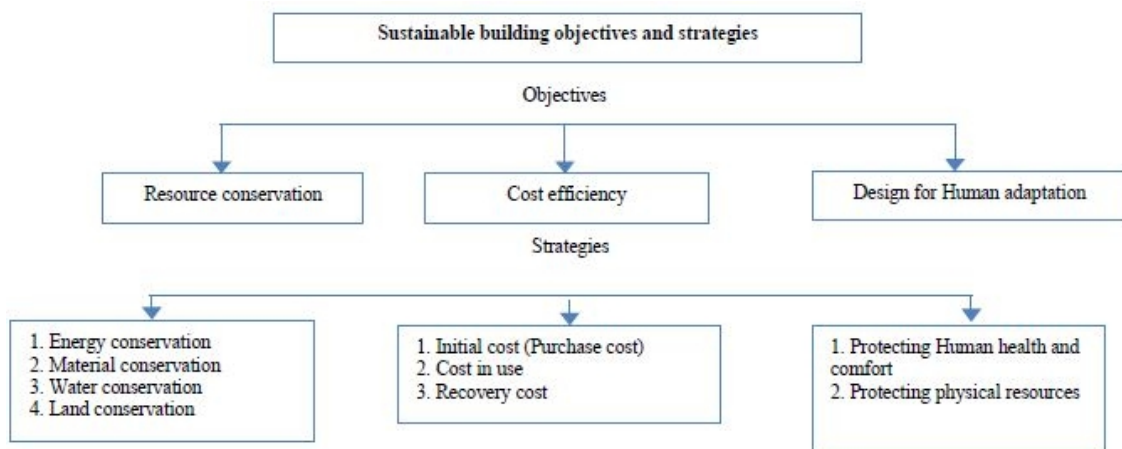 Sustainable building objectives and strategies
Objectives
Resource conservation
Cost efficiency
Design for Human adaptation
Strategies
1. Energy conservation
2. Material conservation
3. Water conservation
4. Land conservation
1. Initial cost (Purchase cost)
2. Cost in use
3. Recovery cost
1. Protecting Human health and
comfort
2. Protecting physical resources